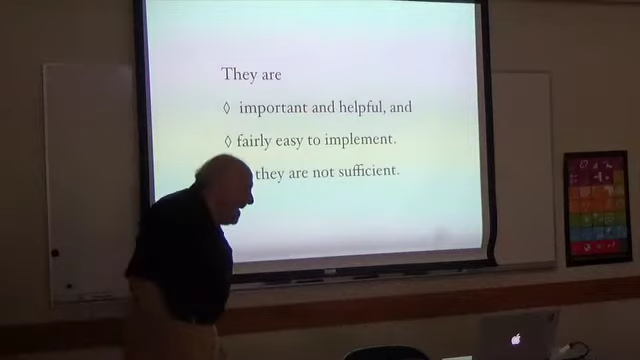 They are
◊ important and helpful, and
◊ fairly easy to implement.
they are not sufficient.